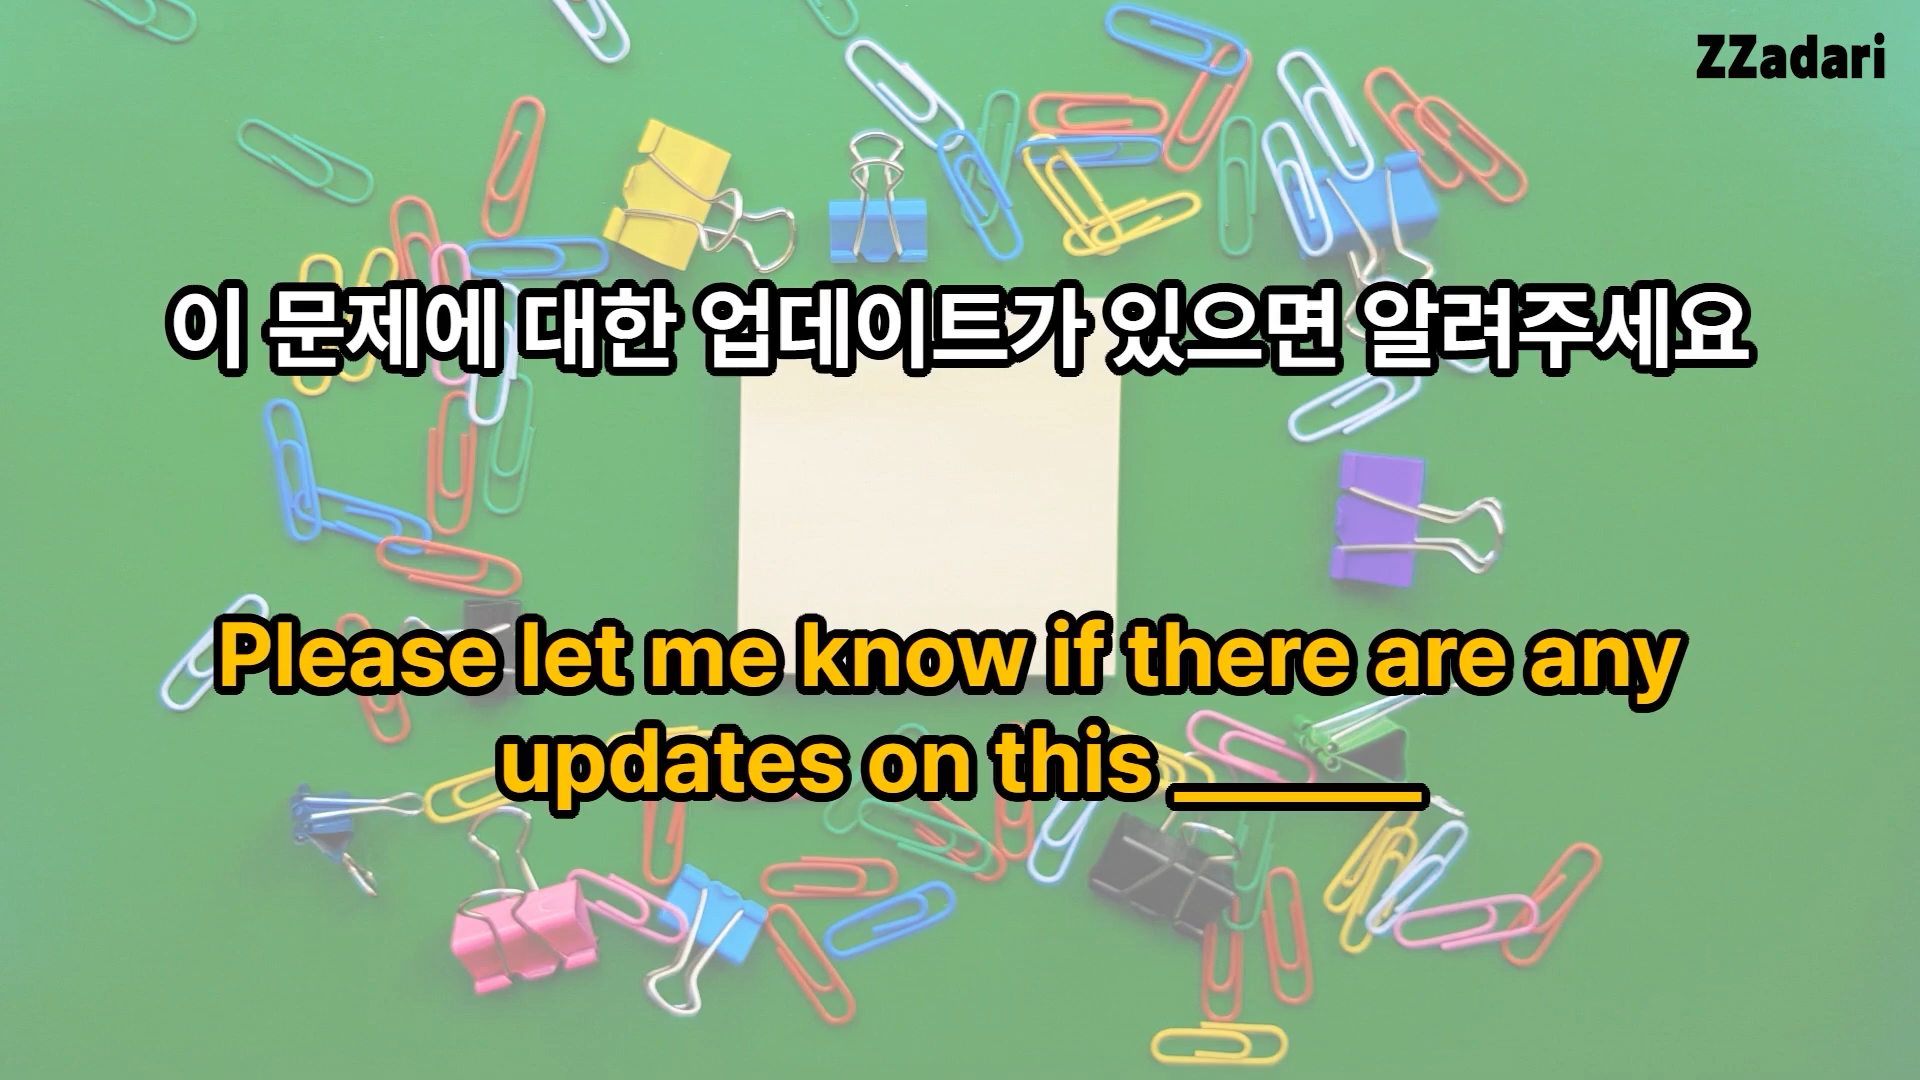 ZZadari
이 문제에 대한 업데이트가 있으면 알려주세요
Please let me know if there are any
updates on this _____